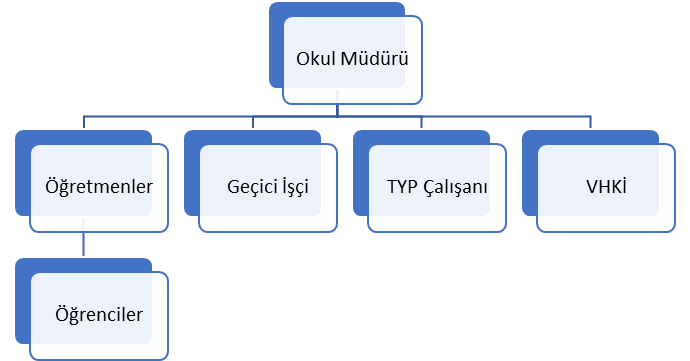 Okul Müdürü
Öğretmenler
Geçici İşçi
TYP Çalışanı
VHKİ
Öğrenciler